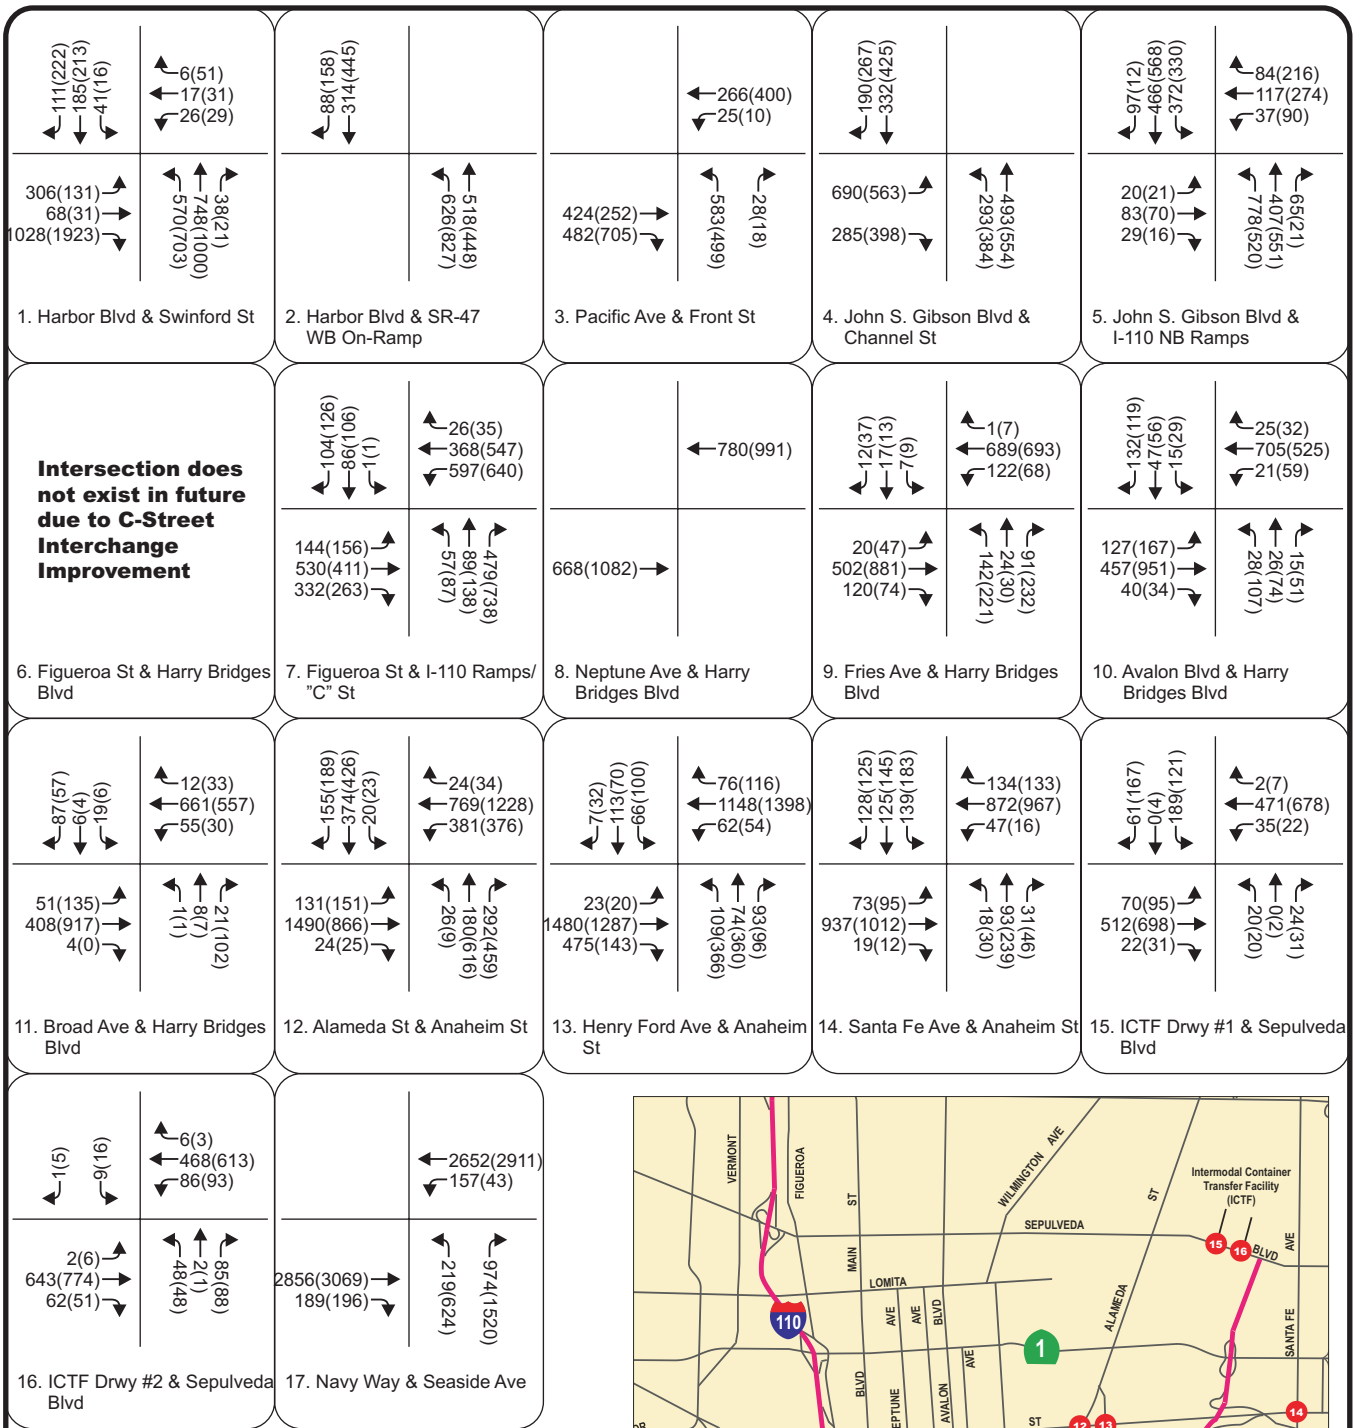 111(222)
185(213)
41(16)
6(51)
17(31)
26(29)
306(131)
68(31)
1028(1923)
570(703)
748(1000)
38(21)
1. Harbor Blvd & Swinford St
88(158)
314(445)
626(827)
518(448)
2. Harbor Blvd & SR-47
WB On-Ramp
266(400)
25(10)
424(252)
482(705)
583(499)
28(18)
3. Pacific Ave & Front St
190(267)
332(425)
690(563)
285(398)
293(384)
493(554)
4. John S. Gibson Blvd &
Channel St
97(12)
466(568)
372(330)
84(216)
117(274)
37(90)
20(21)
83(70)
29(16)
778(520)
407(551)
65(21)
5. John S. Gibson Blvd &
I-110 NB Ramps
Intersection does
not exist in future
due to C-Street
Interchange
Improvement
6. Figueroa St & Harry Bridges
Blvd
104(126)
86(106)
1(1)
26(35)
368(547)
597(640)
144(156)
530(411)
332(263)
57(87)
89(138)
479(738)
7. Figueroa St & I-110 Ramps/
"C" St
780(991)
668(1082)
8. Neptune Ave & Harry
Bridges Blvd
12(37)
17(13)
7(9)
1(7)
689(693)
122(68)
20(47)
502(881)
120(74)
142(221)
24(30)
91(232)
9. Fries Ave & Harry Bridges
Blvd
132(119)
47(56)
15(29)
25(32)
705(525)
21(59)
127(167)
457(951)
40(34)
28(107)
26(74)
15(51)
10. Avalon Blvd & Harry
Bridges Blvd
87(57)
6(4)
19(6)
12(33)
661(557)
55(30)
51(135)
408(917)
4(0)
1(1)
8(7)
21(102)
11. Broad Ave & Harry Bridges
Blvd
155(189)
374(426)
20(23)
24(34)
769(1228)
381(376)
131(151)
1490(866)
24(25)
26(9)
180(616)
292(459)
12. Alameda St & Anaheim St
7(32)
113(70)
66(100)
76(116)
1148(1398)
62(54)
23(20)
1480(1287)
475(143)
109(366)
74(360)
93(96)
13. Henry Ford Ave & Anaheim
St
128(125)
125(145)
139(183)
134(133)
872(967)
47(16)
73(95)
937(1012)
19(12)
18(30)
93(239)
31(46)
14. Santa Fe Ave & Anaheim St
61(167)
0(4)
189(121)
2(7)
471(678)
35(22)
70(95)
512(698)
22(31)
20(20)
0(2)
24(31)
15. ICTF Drwy #1 & Sepulveda
Blvd
1(5)
9(16)
6(3)
468(613)
86(93)
2(6)
643(774)
62(51)
48(48)
2(1)
85(88)
16. ICTF Drwy #2 & Sepulveda
Blvd
2652(2911)
157(43)
2856(3069)
189(196)
219(624)
974(1520)
17. Navy Way & Seaside Ave
VERMONT
FIGUEROA
ST
MAIN
BLVD
WILMINGTON AVE
ST
ALAMEDA
Intermodal Container
Transfer Facility
(ICTF)
SEPULVEDA
BLVD
15
16
AVE
SANTA FE
LOMITA
AVE
AVE
BLVD
110
1
AVE
AVALON
ST
12
13
14